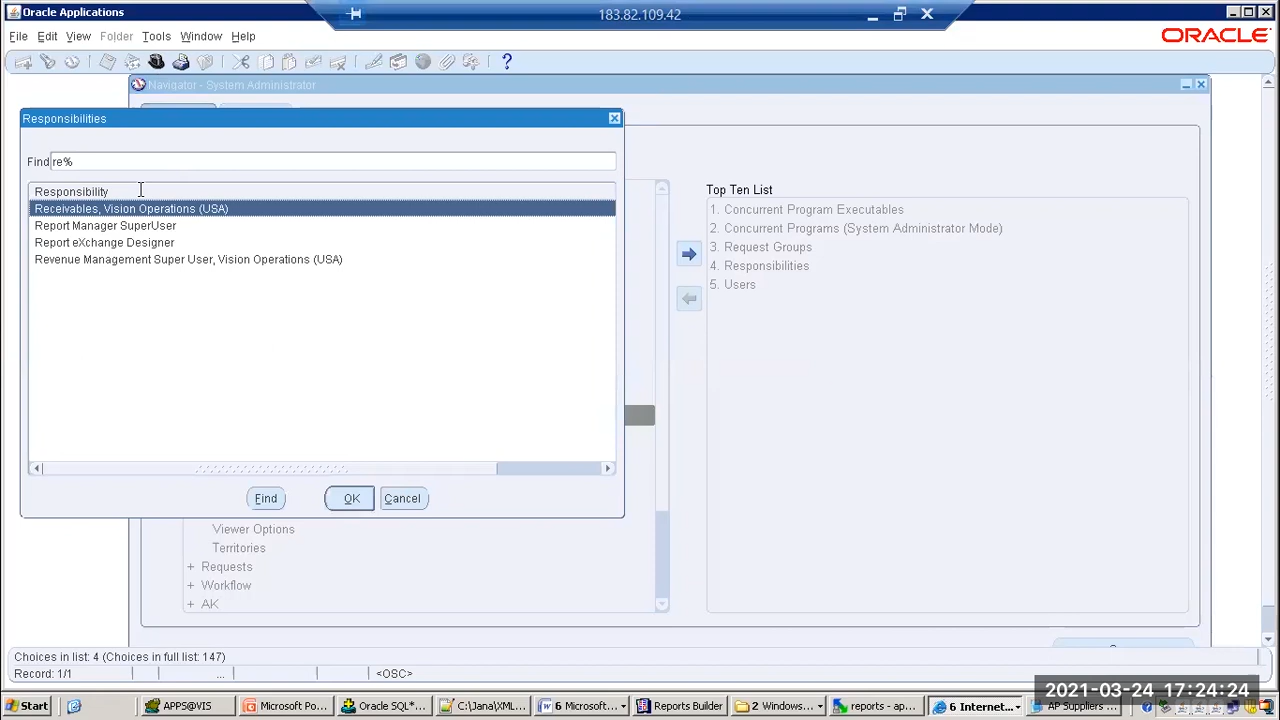 Oracle Applications
183.82.109.42
File Edit View Folder Tools Window Help
ORACLE
Navigator - System Administrator
Responsibilities
Find re%
Responsibility
Receivables, Vision Operations (USA)
Report Manager SuperUser
Report eXchange Designer
Revenue Management Super User, Vision Operations (USA)
Find OK Cancel
Top Ten List
1. Concurrent Program Executables
2. Concurrent Programs (System Administrator Mode)
3. Request Groups
4. Responsibilities
5. Users
Viewer Options
Territories
+ Requests
+ Workflow
+ AK
Choices in list: 4 (Choices in full list: 147)
Record: 1/1 ... <OSC>
2021-03-24 17:24:24
Start APPS@VIS Microsoft Po... Oracle SQL*... 6 microsoft... Reports Builder 2 Windows... reports - ap... 6 Internet... AP Suppliers ...